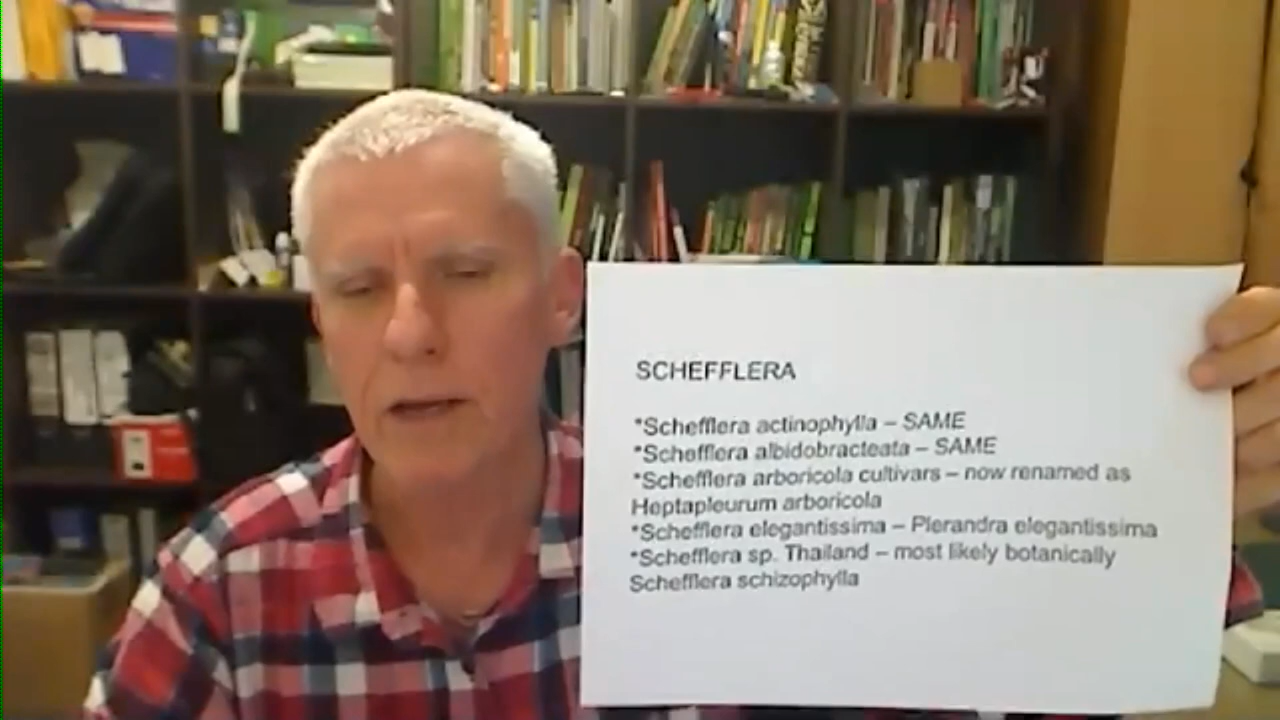 SCHEFFLERA
*Schefflera actinophylla – SAME
*Schefflera albidobracteata – SAME
*Schefflera arboricola cultivars – now renamed as
Heptapleurum arboricola
*Schefflera elegantissima – Plerandra elegantissima
*Schefflera sp. Thailand – most likely botanically
Schefflera schizophylla